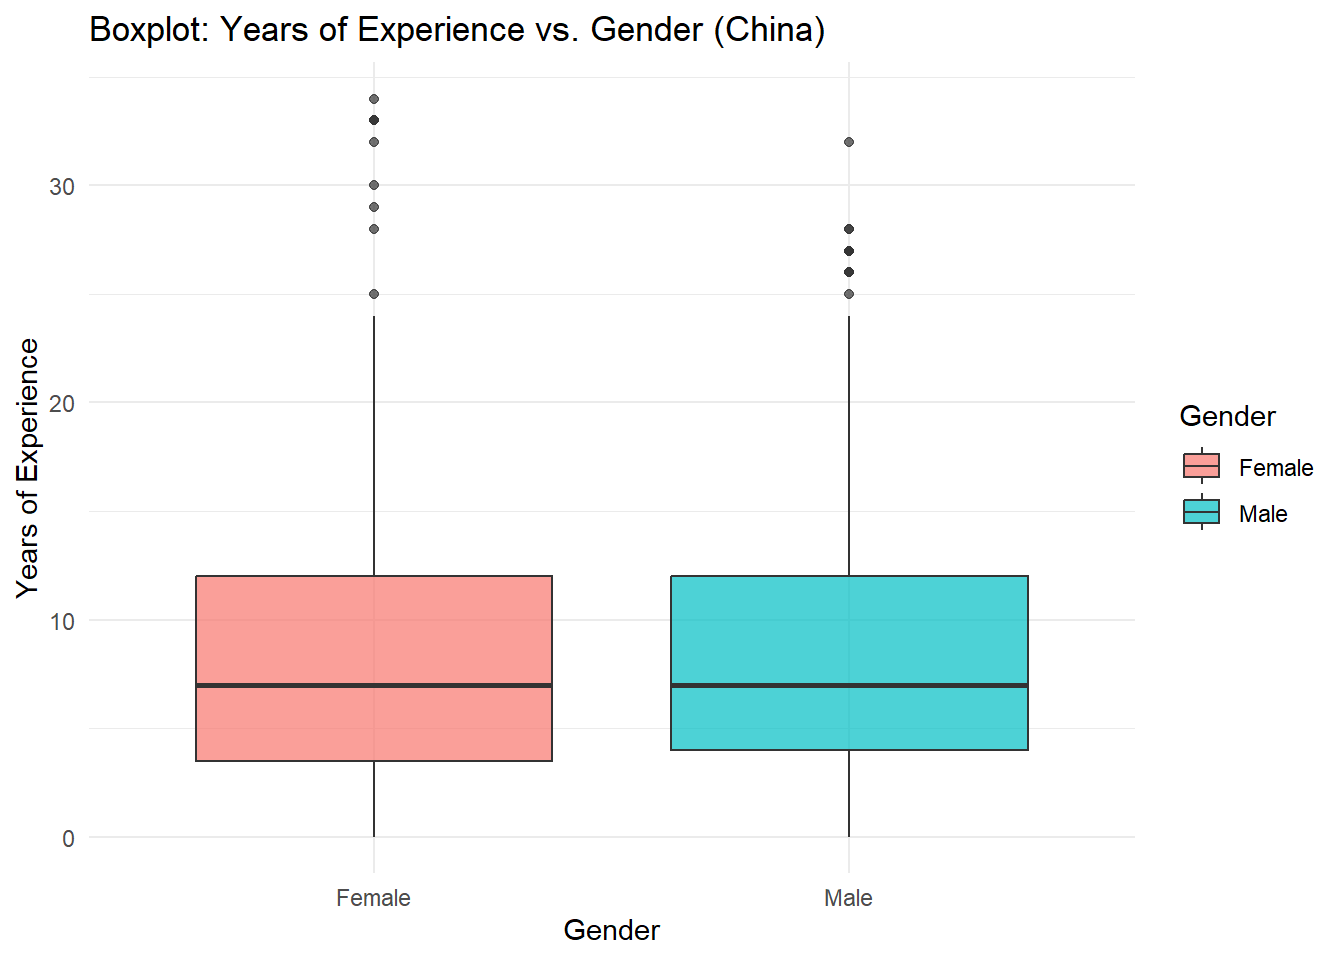 Boxplot: Years of Experience vs. Gender (China)
Years of Experience
30
20
10
0
Female
Male
Gender
Gender
Female
Male